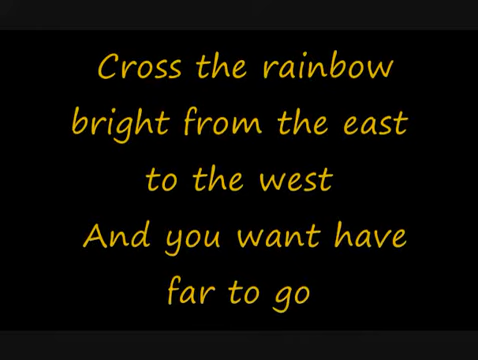 Cross the rainbow
bright from the east
to the west
And you want have
far to go